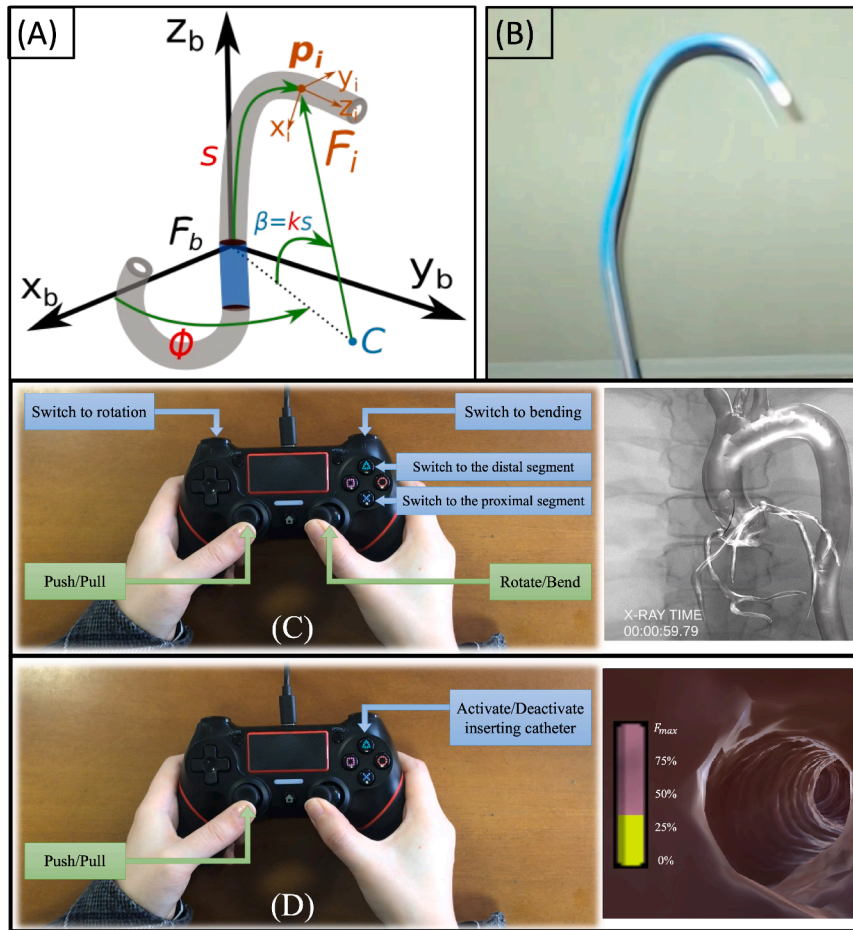 (A)
z_b
p_i
y_i
z_i
x_i
F_i
s
β=ks
F_b
x_b
y_b
ϕ
C
(B)
Switch to rotation
Switch to bending
Switch to the distal segment
Switch to the proximal segment
Push/Pull
Rotate/Bend
(C)
X-RAY TIME
00:00:59.79
Activate/Deactivate
inserting catheter
Push/Pull
(D)
F_max
75%
50%
25%
0%